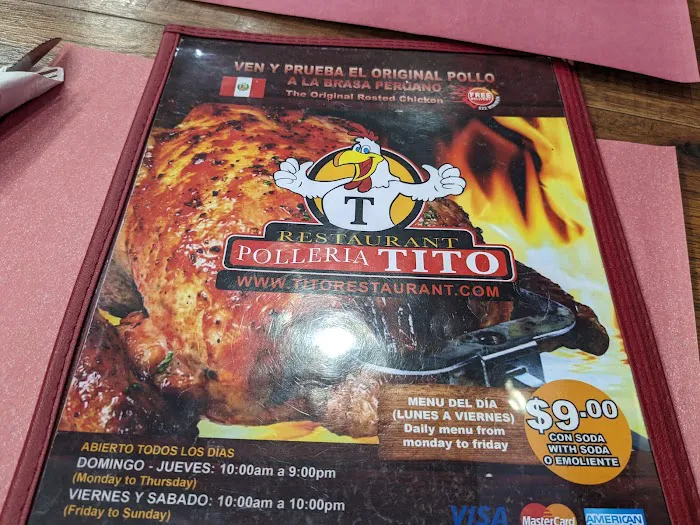 VEN Y PRUEBA EL ORIGINAL POLLO
A LA BRASA PERUANO
The Original Rosted Chicken
FREE
T
RESTAURANT
POLLERIA TITO
WWW.TITORESTAURANT.COM
MENU DEL DÍA
(LUNES A VIERNES)
Daily menu from
monday to friday
$9.00
CON SODA
WITH SODA
O EMOLIENTE
ABIERTO TODOS LOS DÍAS
DOMINGO - JUEVES: 10:00am a 9:00pm
(Monday to Thursday)
VIERNES Y SABADO: 10:00am a 10:00pm
(Friday to Sunday)
VISA
MasterCard
AMERICAN